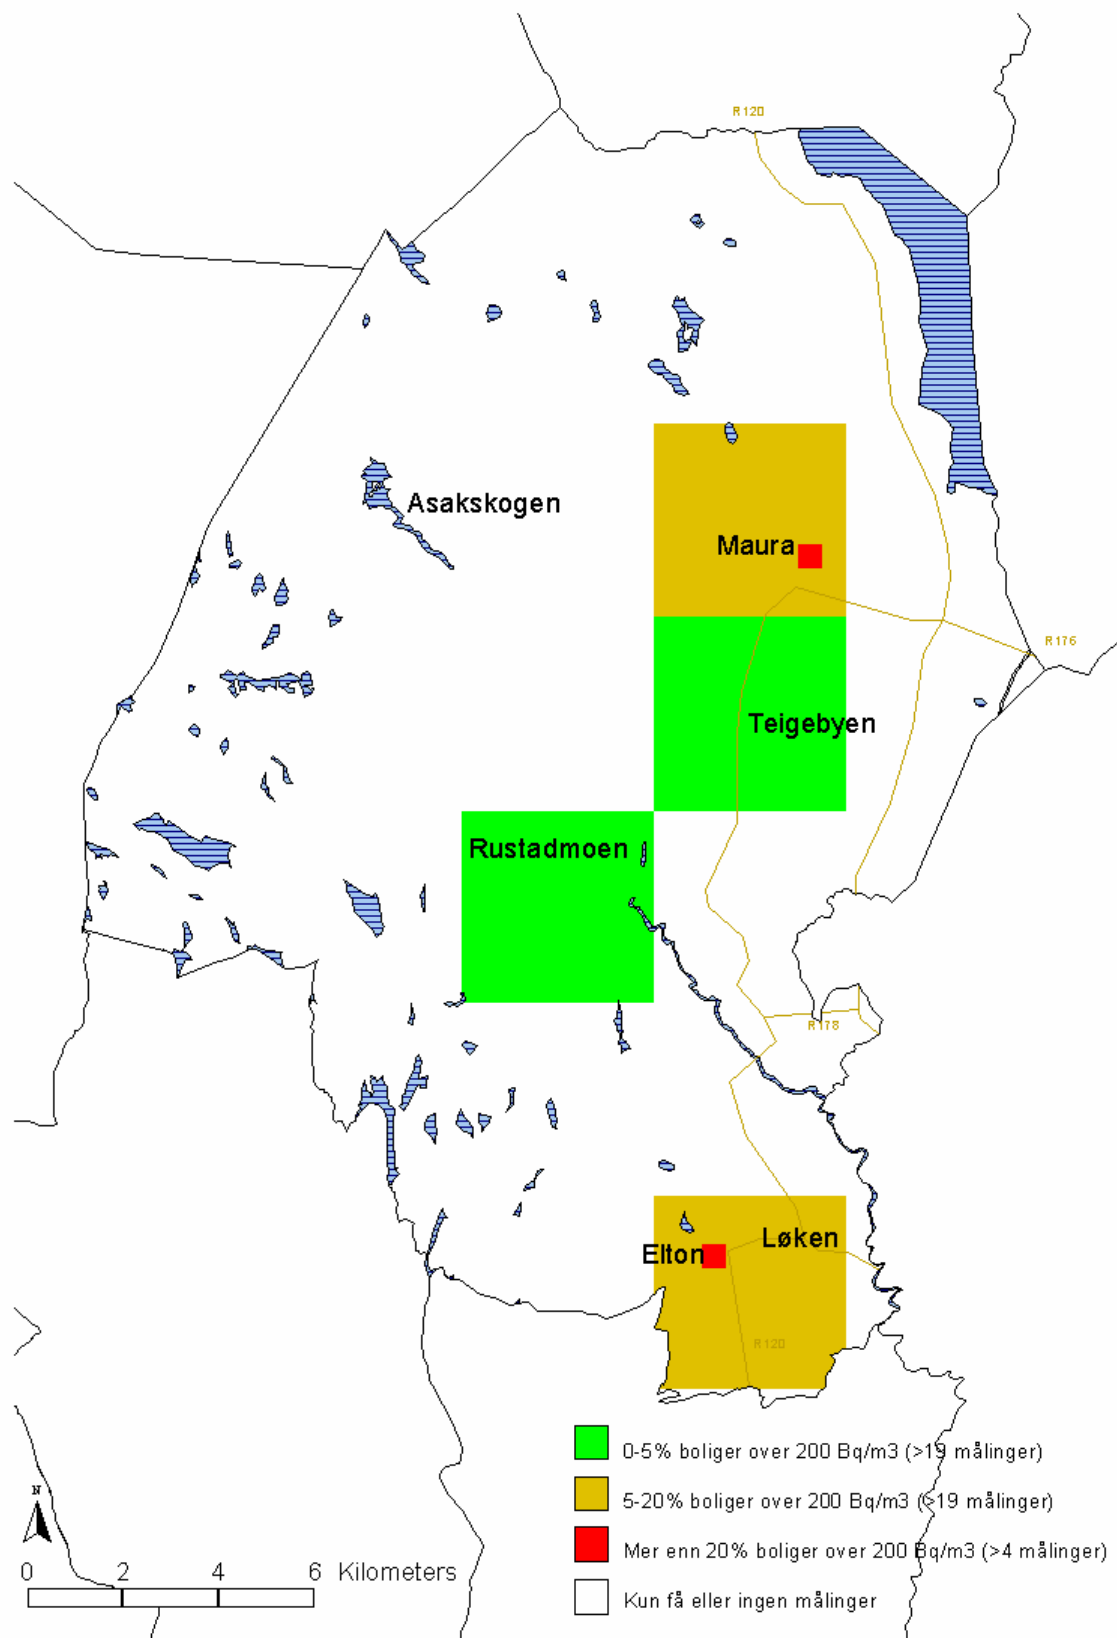 R120
Asakskogen
Maura
R176
Teigebyen
Rustadmoen
R178
Løken
Elton
R120
0-5% boliger over 200 Bq/m3 (>19 målinger)
5-20% boliger over 200 Bq/m3 (>19 målinger)
Mer enn 20% boliger over 200 Bq/m3 (>4 målinger)
Kun få eller ingen målinger
N
0 2 4 6 Kilometers